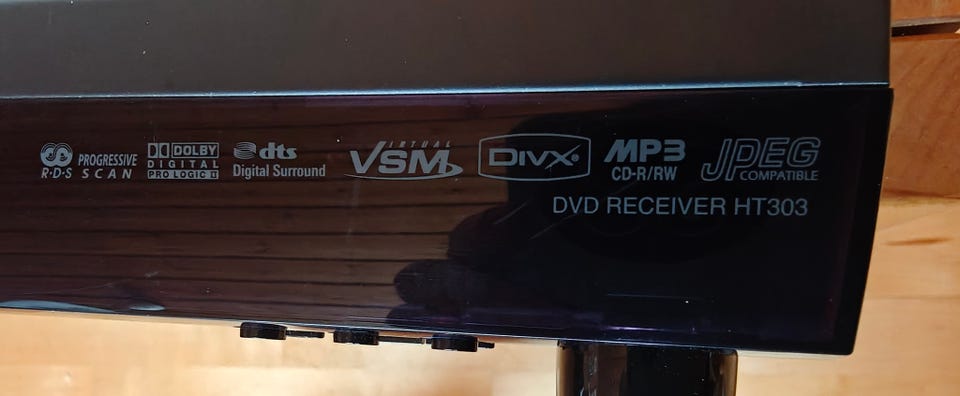 R·D·S
PROGRESSIVE
SCAN
DOLBY
DIGITAL
PRO LOGIC II
dts
Digital Surround
VIRTUAL
VSM
DIVX
MP3
CD-R/RW
JPEG
COMPATIBLE
DVD RECEIVER HT303